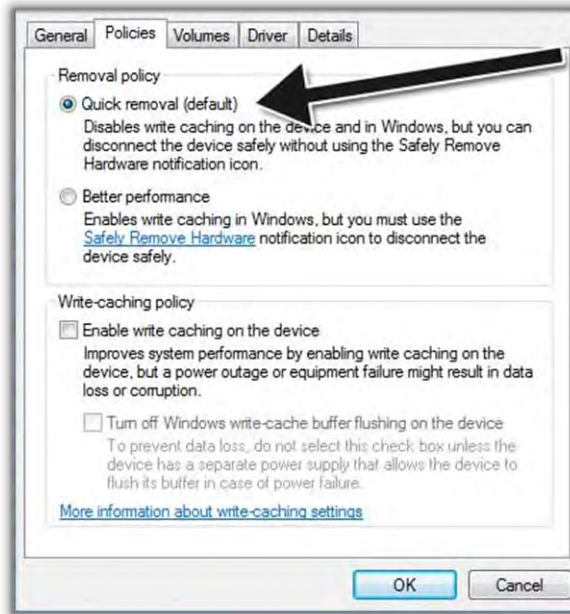 General Policies Volumes Driver Details
Removal policy
Quick removal (default)
Disables write caching on the device and in Windows, but you can
disconnect the device safely without using the Safely Remove
Hardware notification icon.
Better performance
Enables write caching in Windows, but you must use the
Safely Remove Hardware notification icon to disconnect the
device safely.
Write-caching policy
Enable write caching on the device
Improves system performance by enabling write caching on the
device, but a power outage or equipment failure might result in data
loss or corruption.
Turn off Windows write-cache buffer flushing on the device
To prevent data loss, do not select this check box unless the
device has a separate power supply that allows the device to
flush its buffer in case of power failure.
More information about write-caching settings
OK Cancel